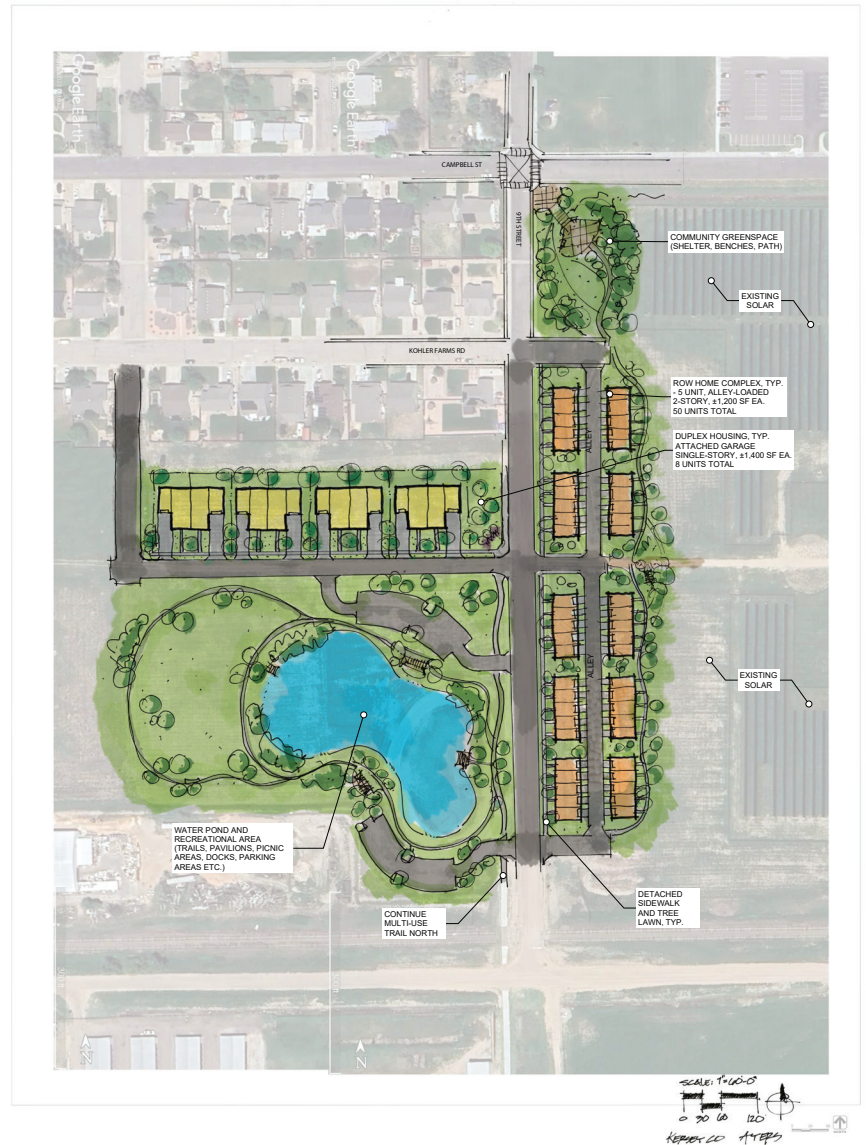 Google Earth
Google Earth
CAMPBELL ST
9TH STREET
COMMUNITY GREENSPACE
(SHELTER, BENCHES, PATH)
EXISTING
SOLAR
KOHLER FARMS RD
ROW HOME COMPLEX, TYP.
- 5 UNIT, ALLEY-LOADED
2-STORY, ±1,200 SF EA.
50 UNITS TOTAL
ALLEY
DUPLEX HOUSING, TYP.
ATTACHED GARAGE
SINGLE-STORY, ±1,400 SF EA.
8 UNITS TOTAL
ALLEY
EXISTING
SOLAR
WATER POND AND
RECREATIONAL AREA
(TRAILS, PAVILIONS, PICNIC
AREAS, DOCKS, PARKING
AREAS ETC.)
CONTINUE
MULTI-USE
TRAIL NORTH
DETACHED
SIDEWALK
AND TREE
LAWN, TYP.
N
N
SCALE: 1"=60'-0"
0 30 60 120
NORTH
KERSEY CO